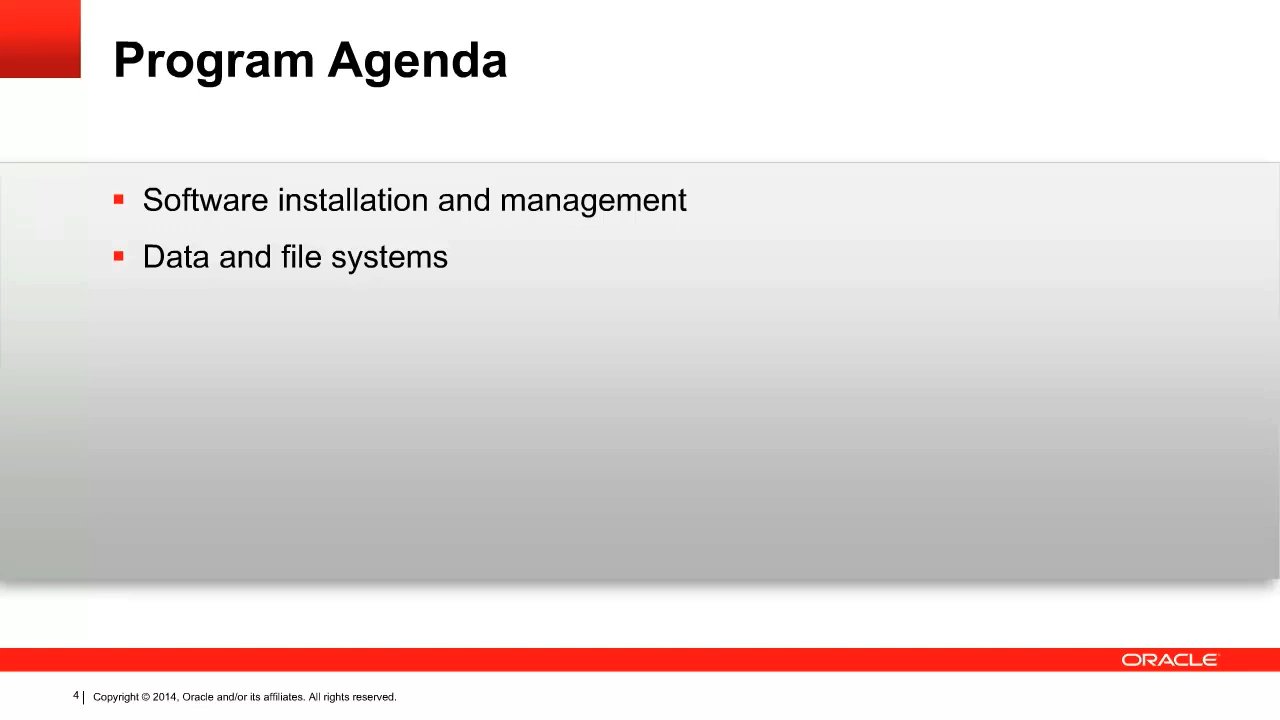 Program Agenda
Software installation and management
Data and file systems
ORACLE
4 Copyright © 2014, Oracle and/or its affiliates. All rights reserved.